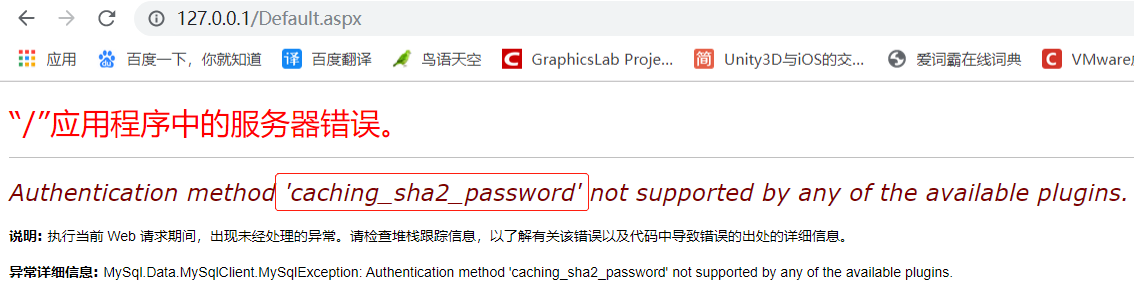 127.0.0.1/Default.aspx
应用 百度一下，你就知道 译 百度翻译 鸟语天空 C GraphicsLab Proje... 简 Unity3D与iOS的交... 爱词霸在线词典 C VMware
“/”应用程序中的服务器错误。
Authentication method 'caching_sha2_password' not supported by any of the available plugins.
说明: 执行当前 Web 请求期间，出现未经处理的异常。请检查堆栈跟踪信息，以了解有关该错误以及代码中导致错误的出处的详细信息。
异常详细信息: MySql.Data.MySqlClient.MySqlException: Authentication method 'caching_sha2_password' not supported by any of the available plugins.